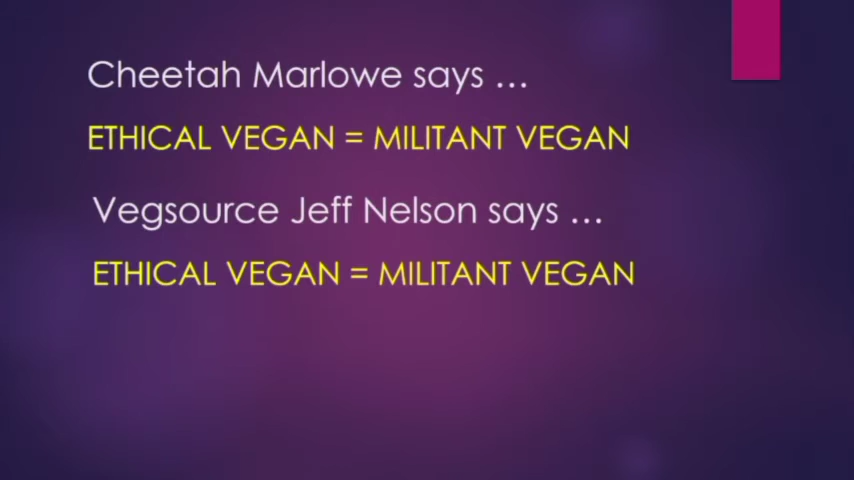 Cheetah Marlowe says …
ETHICAL VEGAN = MILITANT VEGAN
Vegsource Jeff Nelson says …
ETHICAL VEGAN = MILITANT VEGAN